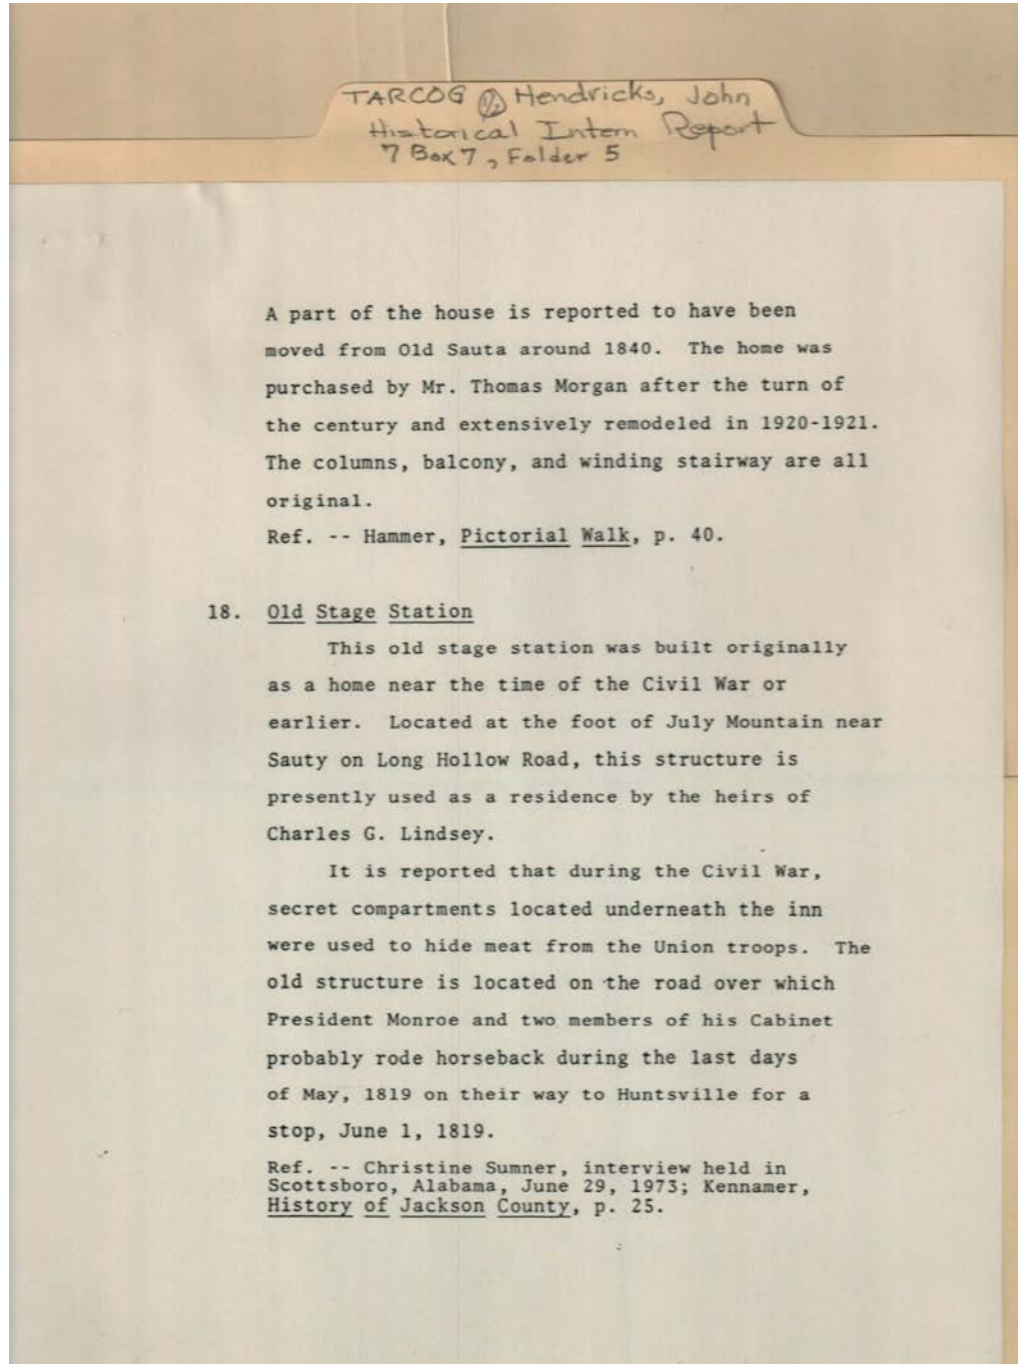 TARCOG 1/2 Hendricks, John
Historical Intern Report
7 Box 7, Folder 5
A part of the house is reported to have been
moved from Old Sauta around 1840. The home was
purchased by Mr. Thomas Morgan after the turn of
the century and extensively remodeled in 1920-1921.
The columns, balcony, and winding stairway are all
original.
Ref. -- Hammer, Pictorial Walk, p. 40.
18. Old Stage Station
This old stage station was built originally
as a home near the time of the Civil War or
earlier. Located at the foot of July Mountain near
Sauty on Long Hollow Road, this structure is
presently used as a residence by the heirs of
Charles G. Lindsey.
It is reported that during the Civil War,
secret compartments located underneath the inn
were used to hide meat from the Union troops. The
old structure is located on the road over which
President Monroe and two members of his Cabinet
probably rode horseback during the last days
of May, 1819 on their way to Huntsville for a
stop, June 1, 1819.
Ref. -- Christine Sumner, interview held in
Scottsboro, Alabama, June 29, 1973; Kennamer,
History of Jackson County, p. 25.